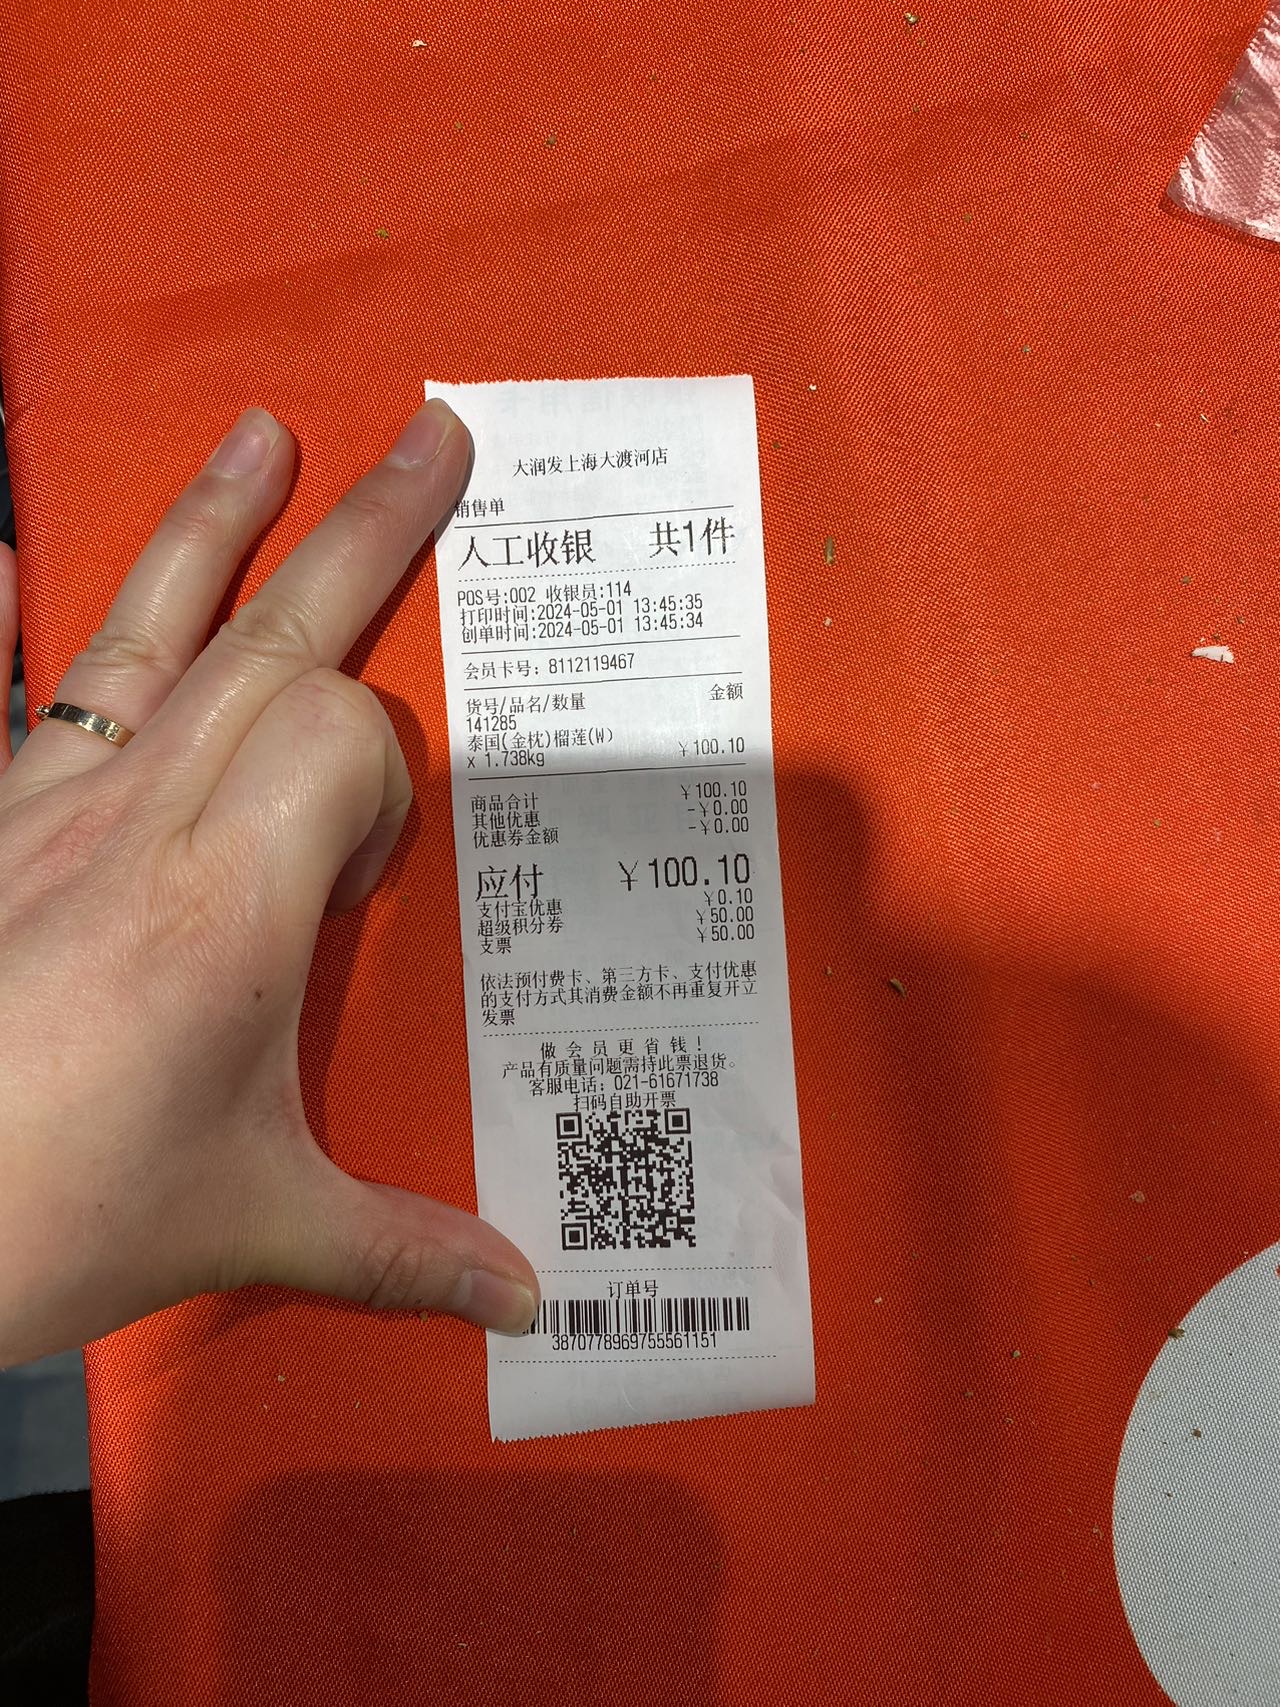 大润发上海大渡河店
销售单
人工收银 共1件
POS号:002 收银员:114
打印时间:2024-05-01 13:45:35
创单时间:2024-05-01 13:45:34
会员卡号: 8112119467
货号/品名/数量 金额
141285
泰国(金枕)榴莲(W)
x 1.738kg ￥100.10
商品合计 ￥100.10
其他优惠 -￥0.00
优惠券金额 -￥0.00
应付 ￥100.10
支付宝优惠 ￥0.10
超级积分券 ￥50.00
支票 ￥50.00
依法预付费卡、第三方卡、支付优惠
的支付方式其消费金额不再重复开立
发票
做会员更省钱!
产品有质量问题需持此票退货。
客服电话: 021-61671738
扫码自助开票
订单号
3870778969755561151